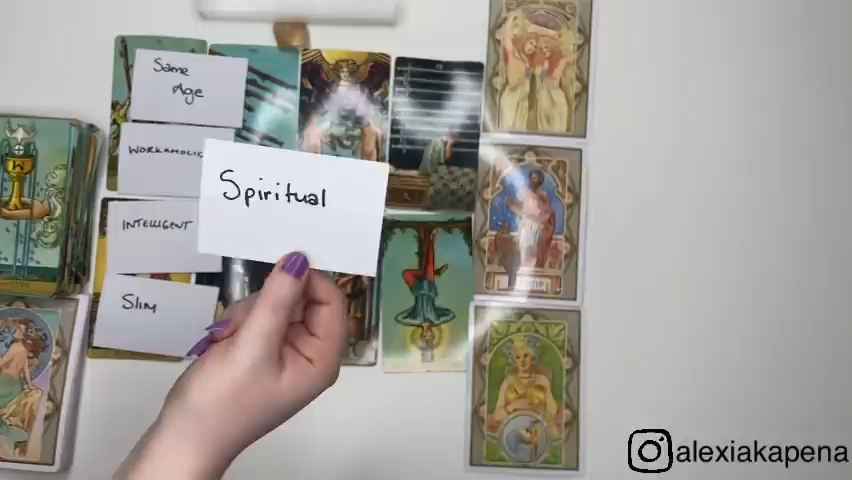 Same
Age
WORKAHOLIC
Spiritual
INTELLIGENT
Slim
alexiakapena